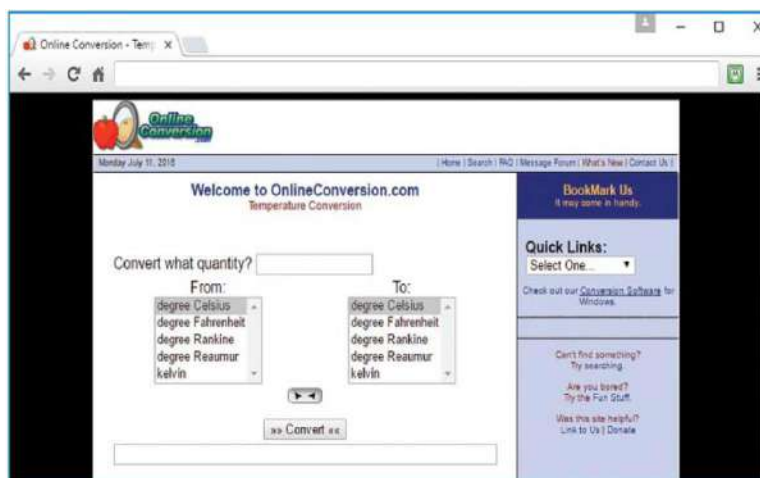 Online Conversion - Temp
Online
Conversion
.com
Monday July 11, 2016
| Home | Search | FAQ | Message Forum | What's New | Contact Us |
Welcome to OnlineConversion.com
Temperature Conversion
Convert what quantity?
From:
To:
degree Celsius
degree Fahrenheit
degree Rankine
degree Reaumur
kelvin
degree Celsius
degree Fahrenheit
degree Rankine
degree Reaumur
kelvin
»» Convert ««
BookMark Us
It may come in handy.
Quick Links:
Select One...
Check out our Conversion Software for
Windows.
Can't find something?
Try searching.
Are you bored?
Try the Fun Stuff.
Was this site helpful?
Link to Us | Donate